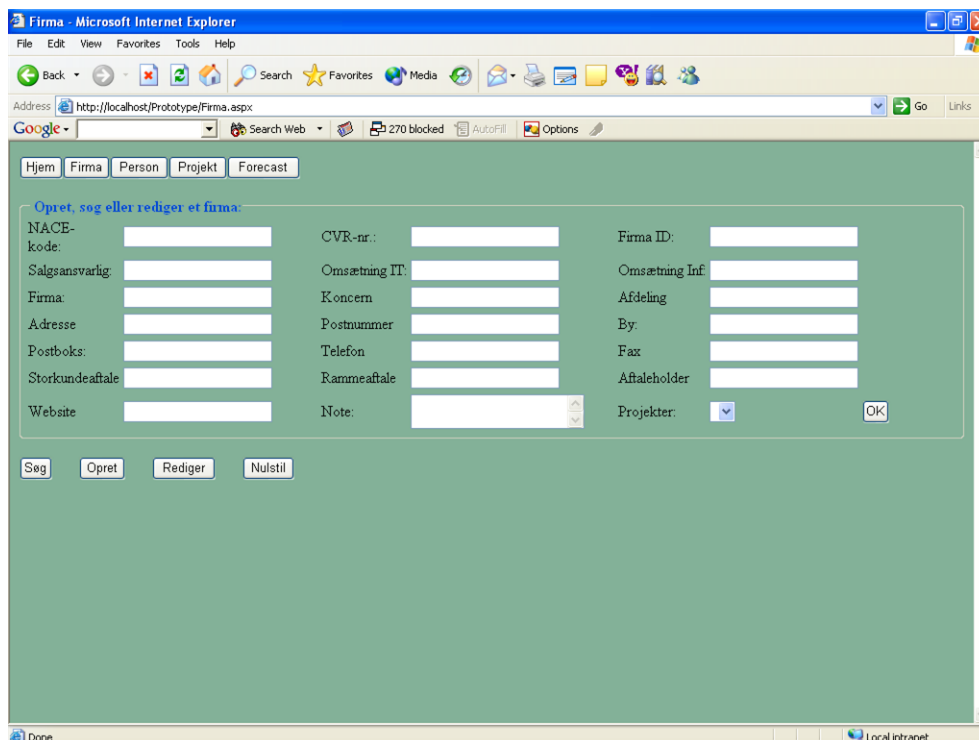 Firma - Microsoft Internet Explorer
File Edit View Favorites Tools Help
Back Search Favorites Media
Address http://localhost/Prototype/Firma.aspx Go Links
Google Search Web 270 blocked AutoFill Options
Hjem Firma Person Projekt Forecast
Opret, søg eller rediger et firma:
NACE-
kode: CVR-nr.: Firma ID:
Salgsansvarlig: Omsætning IT: Omsætning Inf:
Firma: Koncern Afdeling
Adresse Postnummer By:
Postboks: Telefon Fax
Storkundeaftale Rammeaftale Aftaleholder
Website Note: Projekter: OK
Søg Opret Rediger Nulstil
Done Local intranet